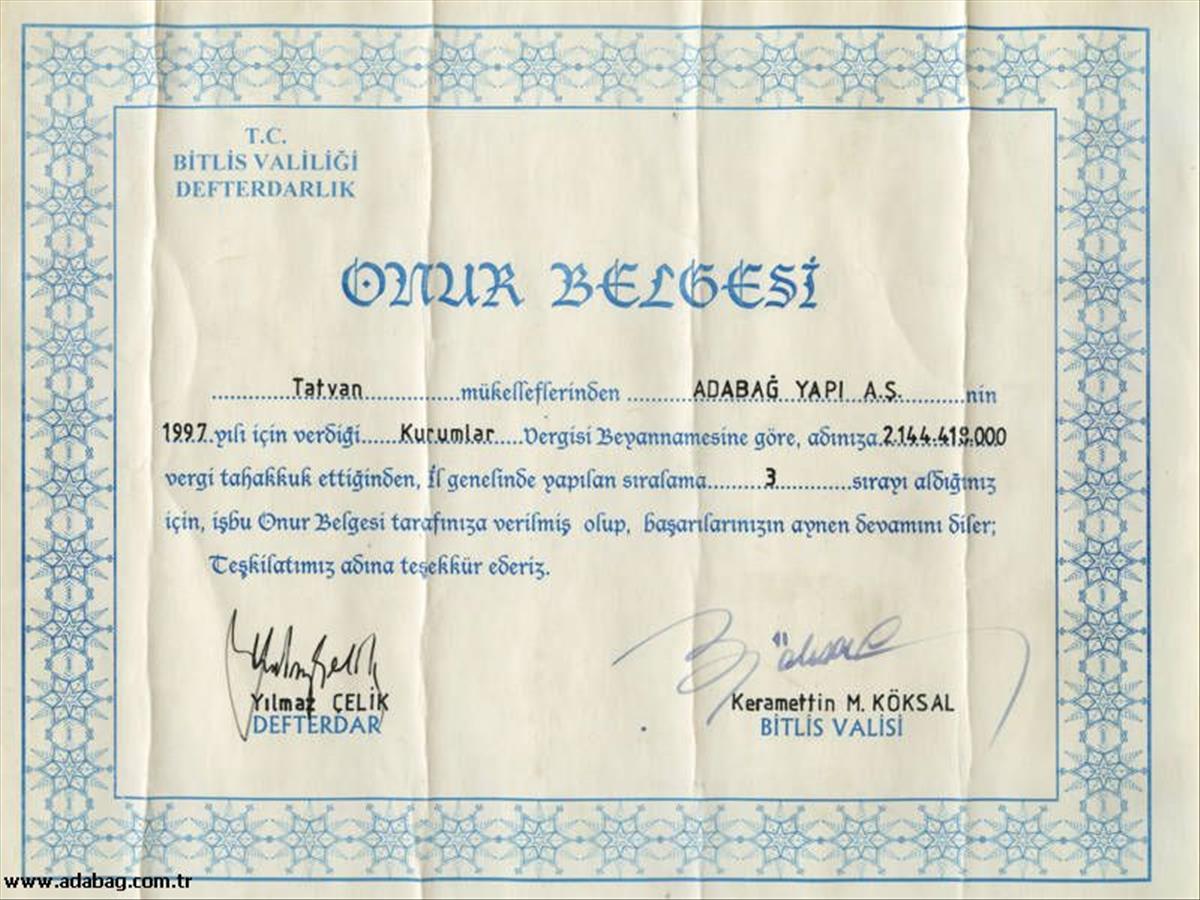 T.C.
BİTLİS VALİLİĞİ
DEFTERDARLIK
ONUR BELGESİ
..............Tatvan.................mükelleflerinden ............ADABAĞ YAPI A.Ş.............nin
1997.yılı için verdiği......Kurumlar.....Vergisi Beyannamesine göre, adınıza.2.144.419.000
vergi tahakkuk ettiğinden, İl genelinde yapılan sıralama..........3.............sırayı aldığınız
için, işbu Onur Belgesi tarafınıza verilmiş olup, başarılarınızın aynen devamını diler;
Teşkilatımız adına teşekkür ederiz.
Yılmaz ÇELİK
DEFTERDAR
Kerametttin M. KÖKSAL
BİTLİS VALİSİ
www.adabag.com.tr